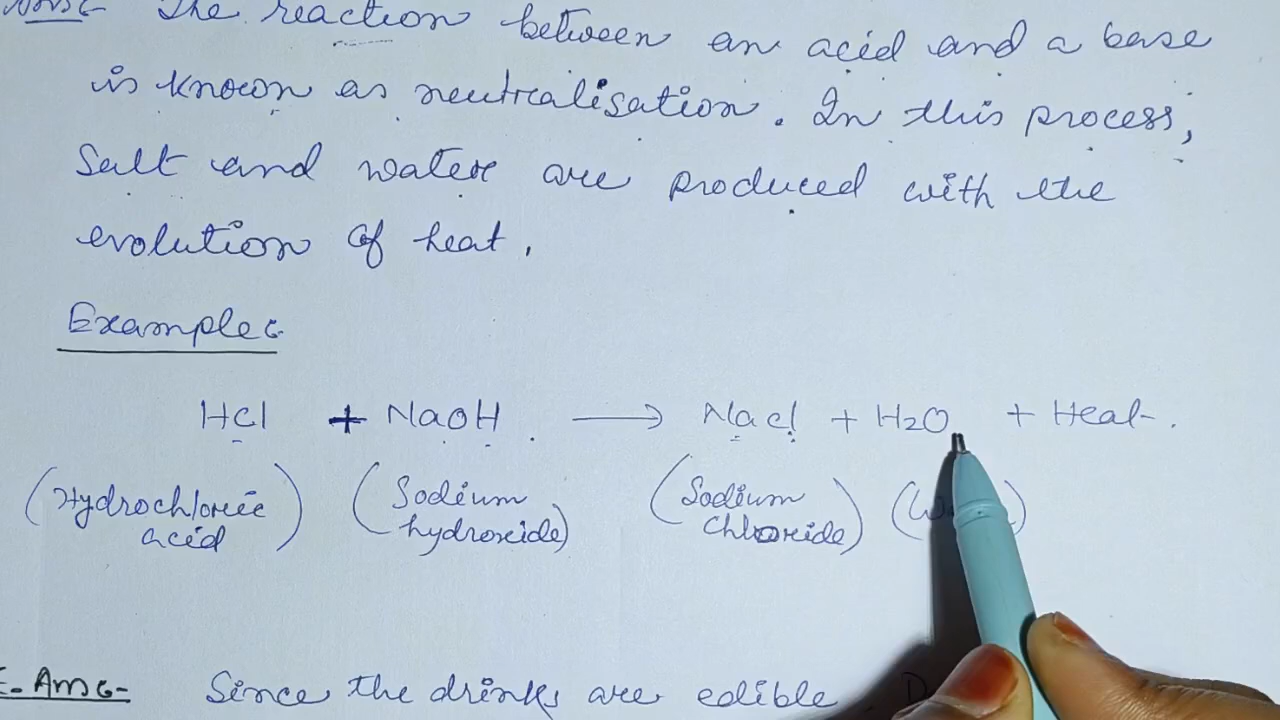 The reaction between an acid and a base
is known as neutralisation. In this process,
Salt and water are produced with the
evolution of heat.
Example:-
HCl + NaOH . ⟶ NaCl + H2O + Heat.
(Hydrochloric acid) (Sodium hydroxide) (Sodium Chloride)
Ans:- Since the drinks are edible